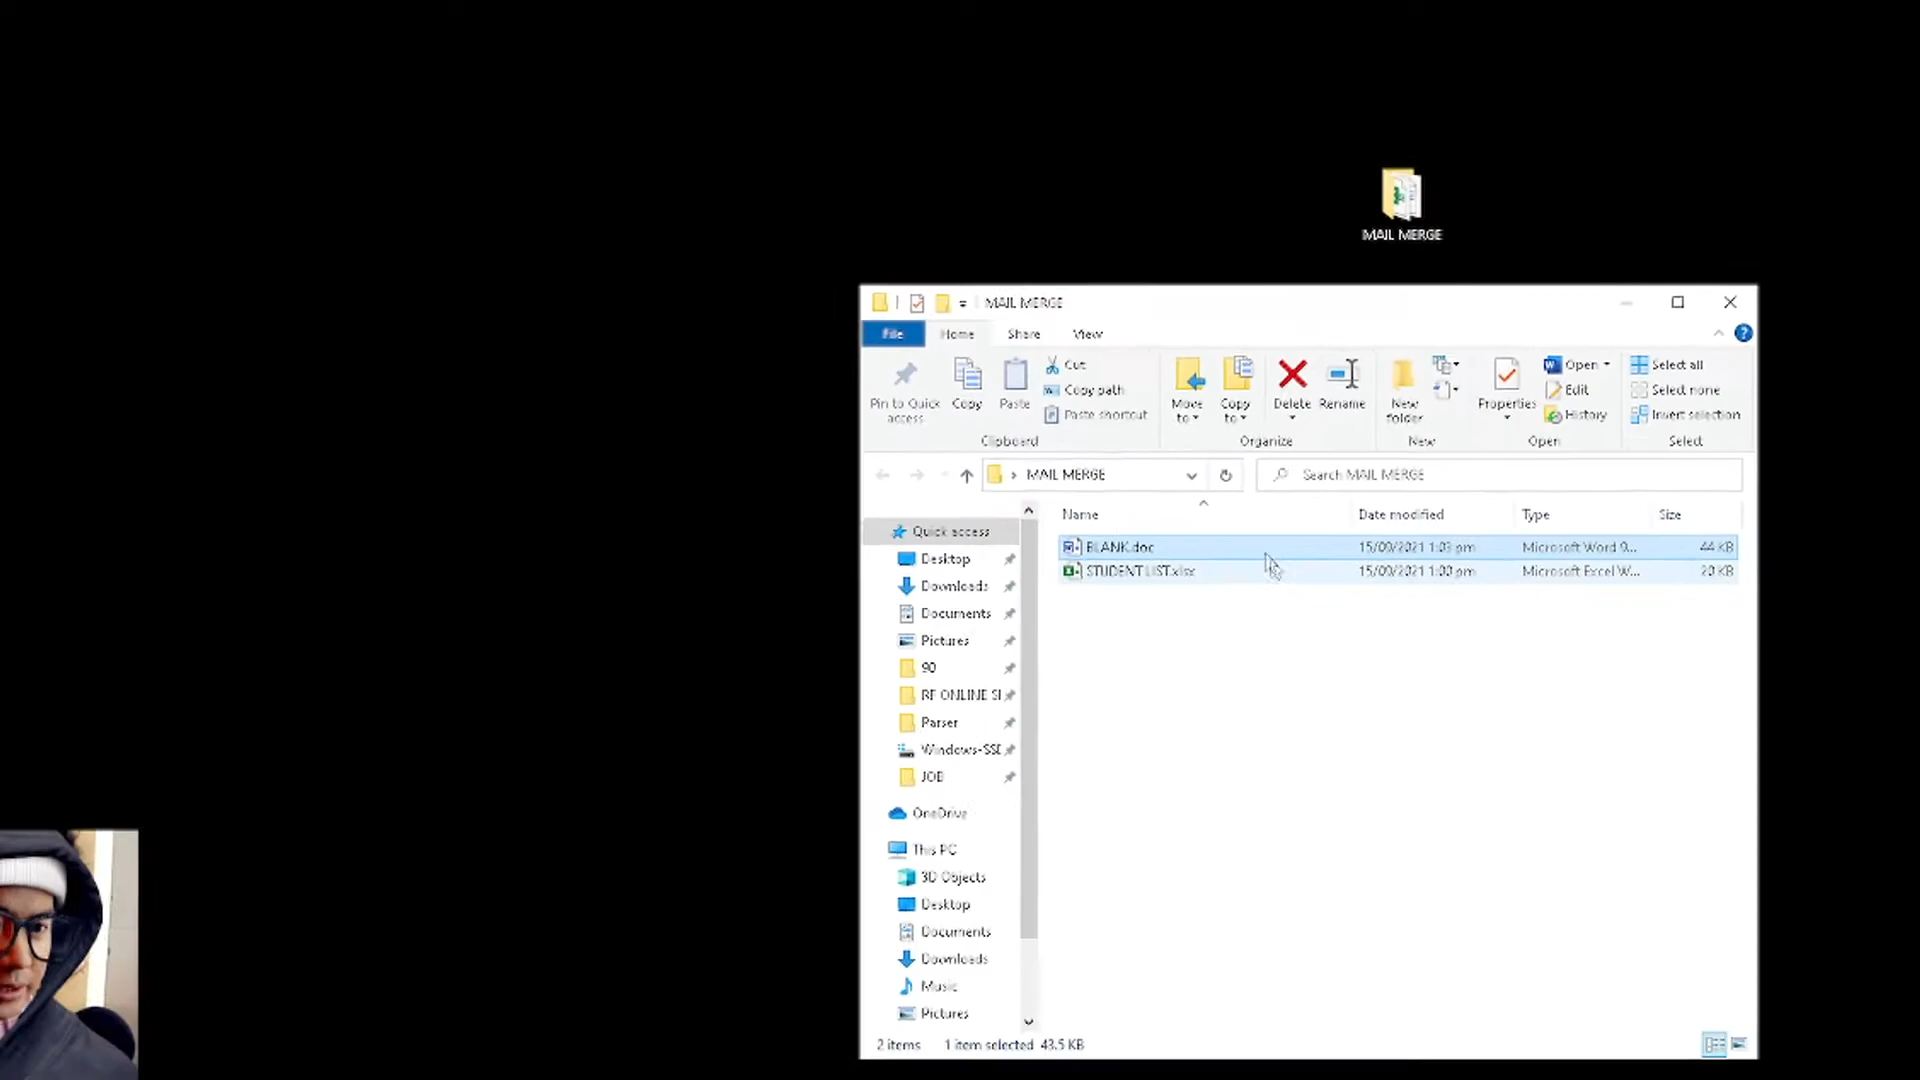 MAIL MERGE
MAIL MERGE
File Home Share View
Pin to Quick access
Copy
Paste
Cut
Copy path
Paste shortcut
Move to
Copy to
Delete
Rename
New folder
Properties
Open
Edit
History
Select all
Select none
Invert selection
Clipboard Organize New Open Select
MAIL MERGE
Search MAIL MERGE
Name Date modified Type Size
BLANK.doc 15/09/2021 1:03 pm Microsoft Word 9... 44 KB
STUDENT LIST.xlsx 15/09/2021 1:00 pm Microsoft Excel W... 20 KB
Quick access
Desktop
Downloads
Documents
Pictures
90
RF ONLINE
Parser
Windows-SSD
JOB
OneDrive
This PC
3D Objects
Desktop
Documents
Downloads
Music
Pictures
2 items 1 item selected 43.5 KB